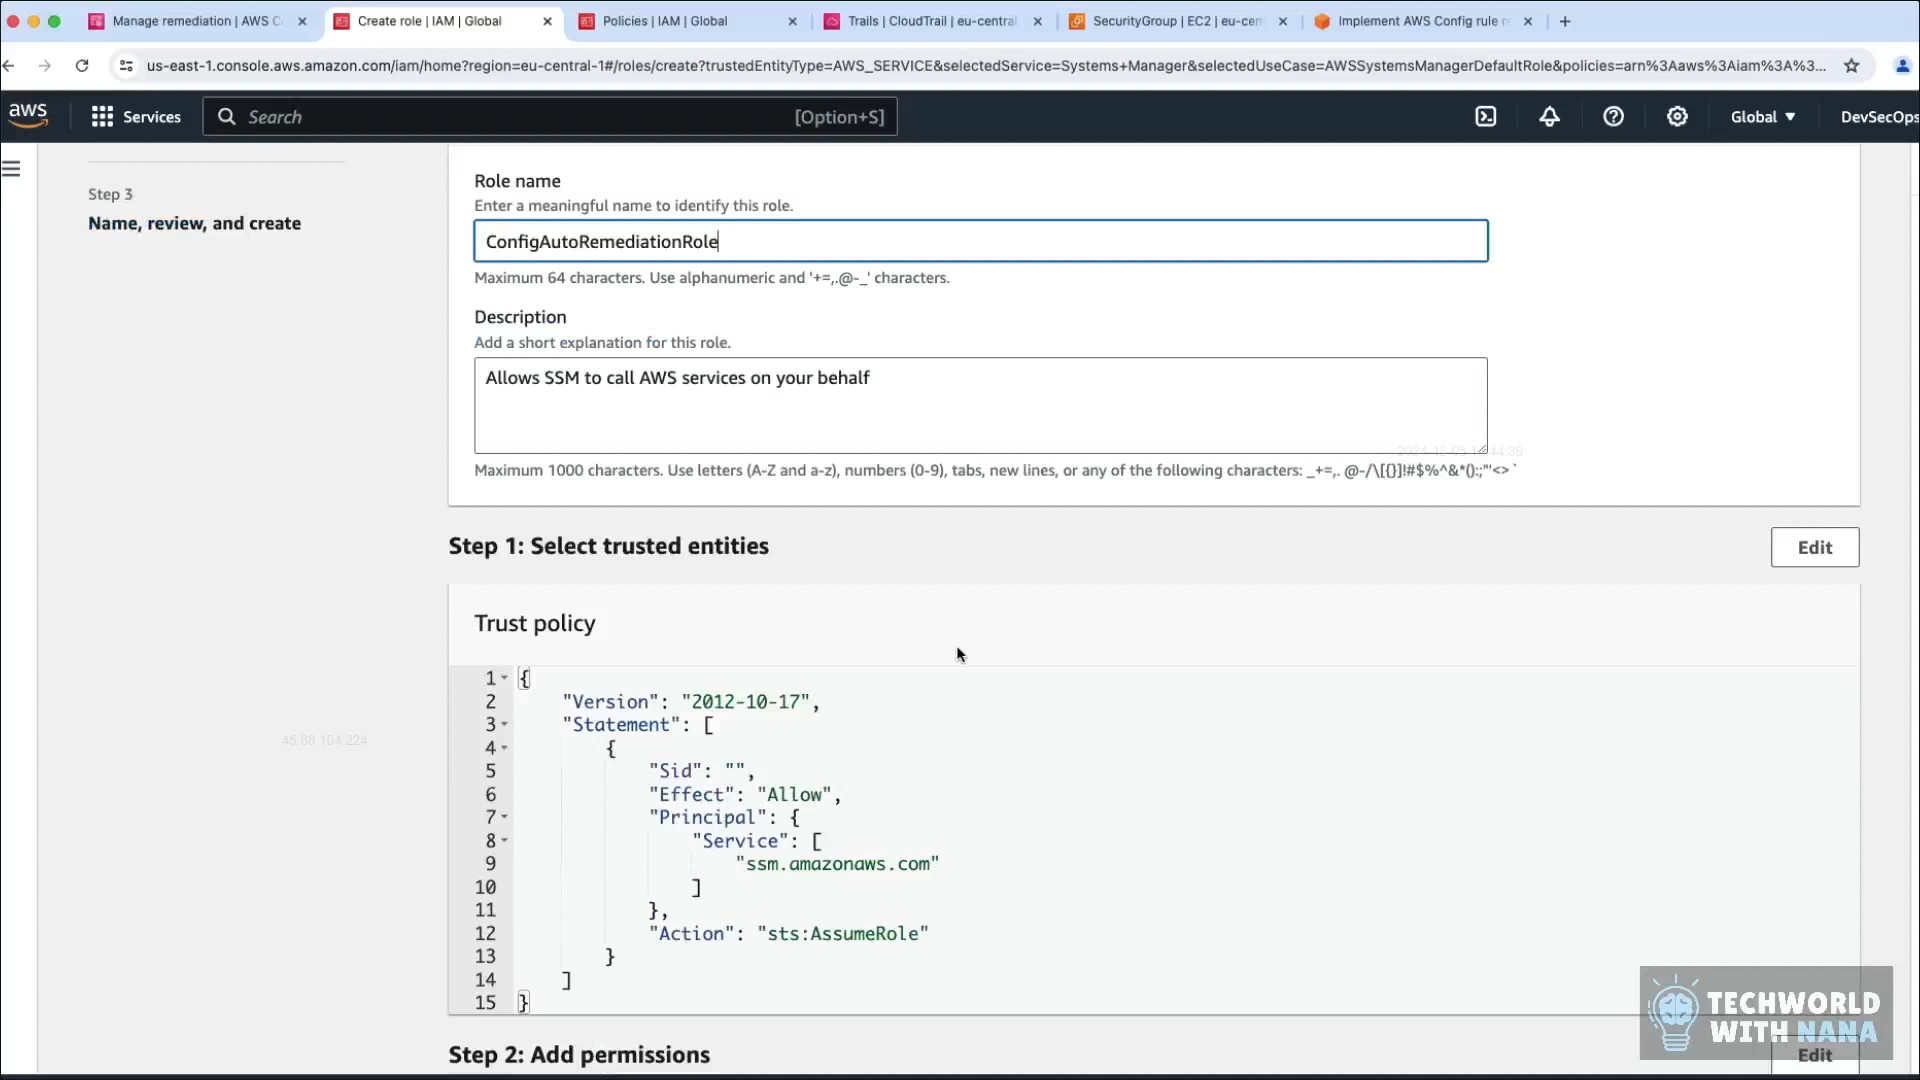 Manage remediation | AWS C
Create role | IAM | Global
Policies | IAM | Global
Trails | CloudTrail | eu-central
SecurityGroup | EC2 | eu-cen
Implement AWS Config rule r
us-east-1.console.aws.amazon.com/iam/home?region=eu-central-1#/roles/create?trustedEntityType=AWS_SERVICE&selectedService=Systems+Manager&selectedUseCase=AWSSystemsManagerDefaultRole&policies=arn%3Aaws%3Aiam%3A%3...
aws
Services
Search
[Option+S]
Global ▼
DevSecOps
Step 3
Name, review, and create
Role name
Enter a meaningful name to identify this role.
ConfigAutoRemediationRole
Maximum 64 characters. Use alphanumeric and '+=,.@-_' characters.
Description
Add a short explanation for this role.
Allows SSM to call AWS services on your behalf
Maximum 1000 characters. Use letters (A-Z and a-z), numbers (0-9), tabs, new lines, or any of the following characters: _+=,. @-/\[{}]!#$%^&*();:"'<> `
Step 1: Select trusted entities
Edit
Trust policy
1 {
2 "Version": "2012-10-17",
3 "Statement": [
4 {
5 "Sid": "",
6 "Effect": "Allow",
7 "Principal": {
8 "Service": [
9 "ssm.amazonaws.com"
10 ]
11 },
12 "Action": "sts:AssumeRole"
13 }
14 ]
15 }
45.88.104.224
TECHWORLD
WITH NANA
Step 2: Add permissions
Edit